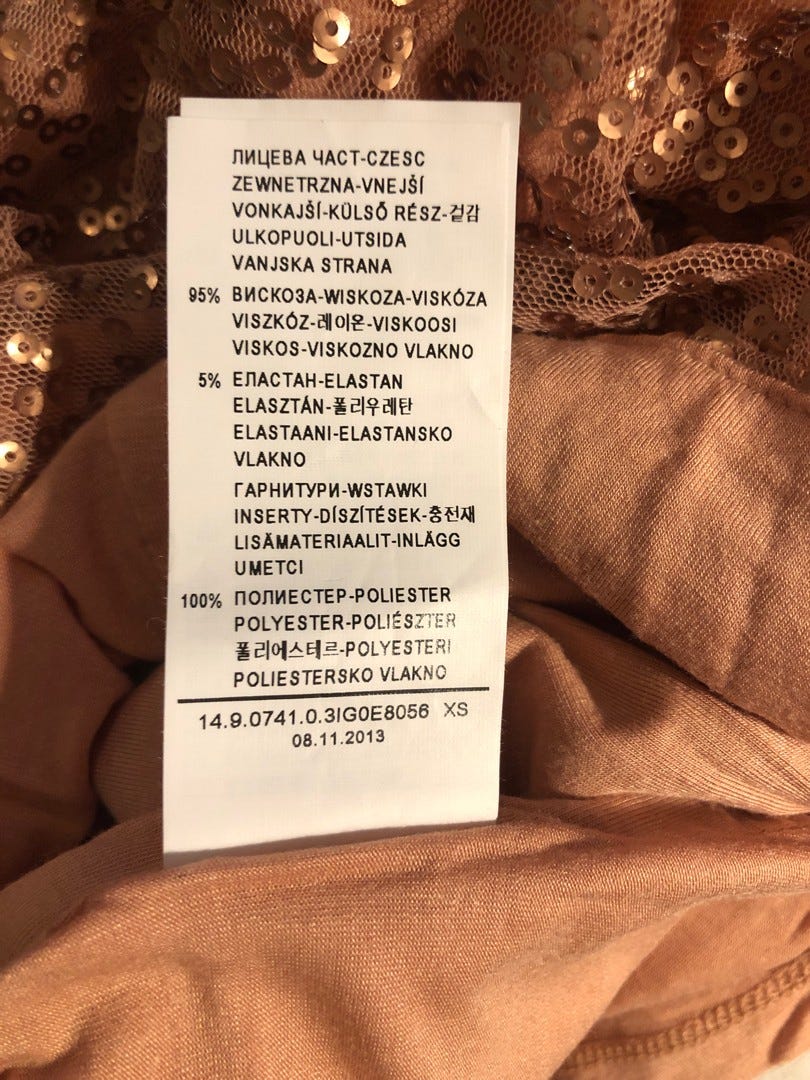 ЛИЦЕВА ЧАСТ-CZESC
ZEWNETRZNA-VNEJŠÍ
VONKAJŠÍ-KÜLSŐ RÉSZ-겉감
ULKOPUOLI-UTSIDA
VANJSKA STRANA
95% ВИСКОЗА-WISKOZA-VISKÓZA
VISZKÓZ-레이온-VISKOOSI
VISKOS-VISKOZNO VLAKNO
5% ЕЛАСТАН-ELASTAN
ELASZTÁN-폴리우레탄
ELASTAANI-ELASTANSKO
VLAKNO
ГАРНИТУРИ-WSTAWKI
INSERTY-DÍSZÍTÉSEK-충전재
LISÄMATERIAALIT-INLÄGG
UMETCI
100% ПОЛИЕСТЕР-POLIESTER
POLYESTER-POLIÉSZTER
폴리에스테르-POLYESTERI
POLIESTERSKO VLAKNO
14.9.0741.0.3IG0E8056 XS
08.11.2013